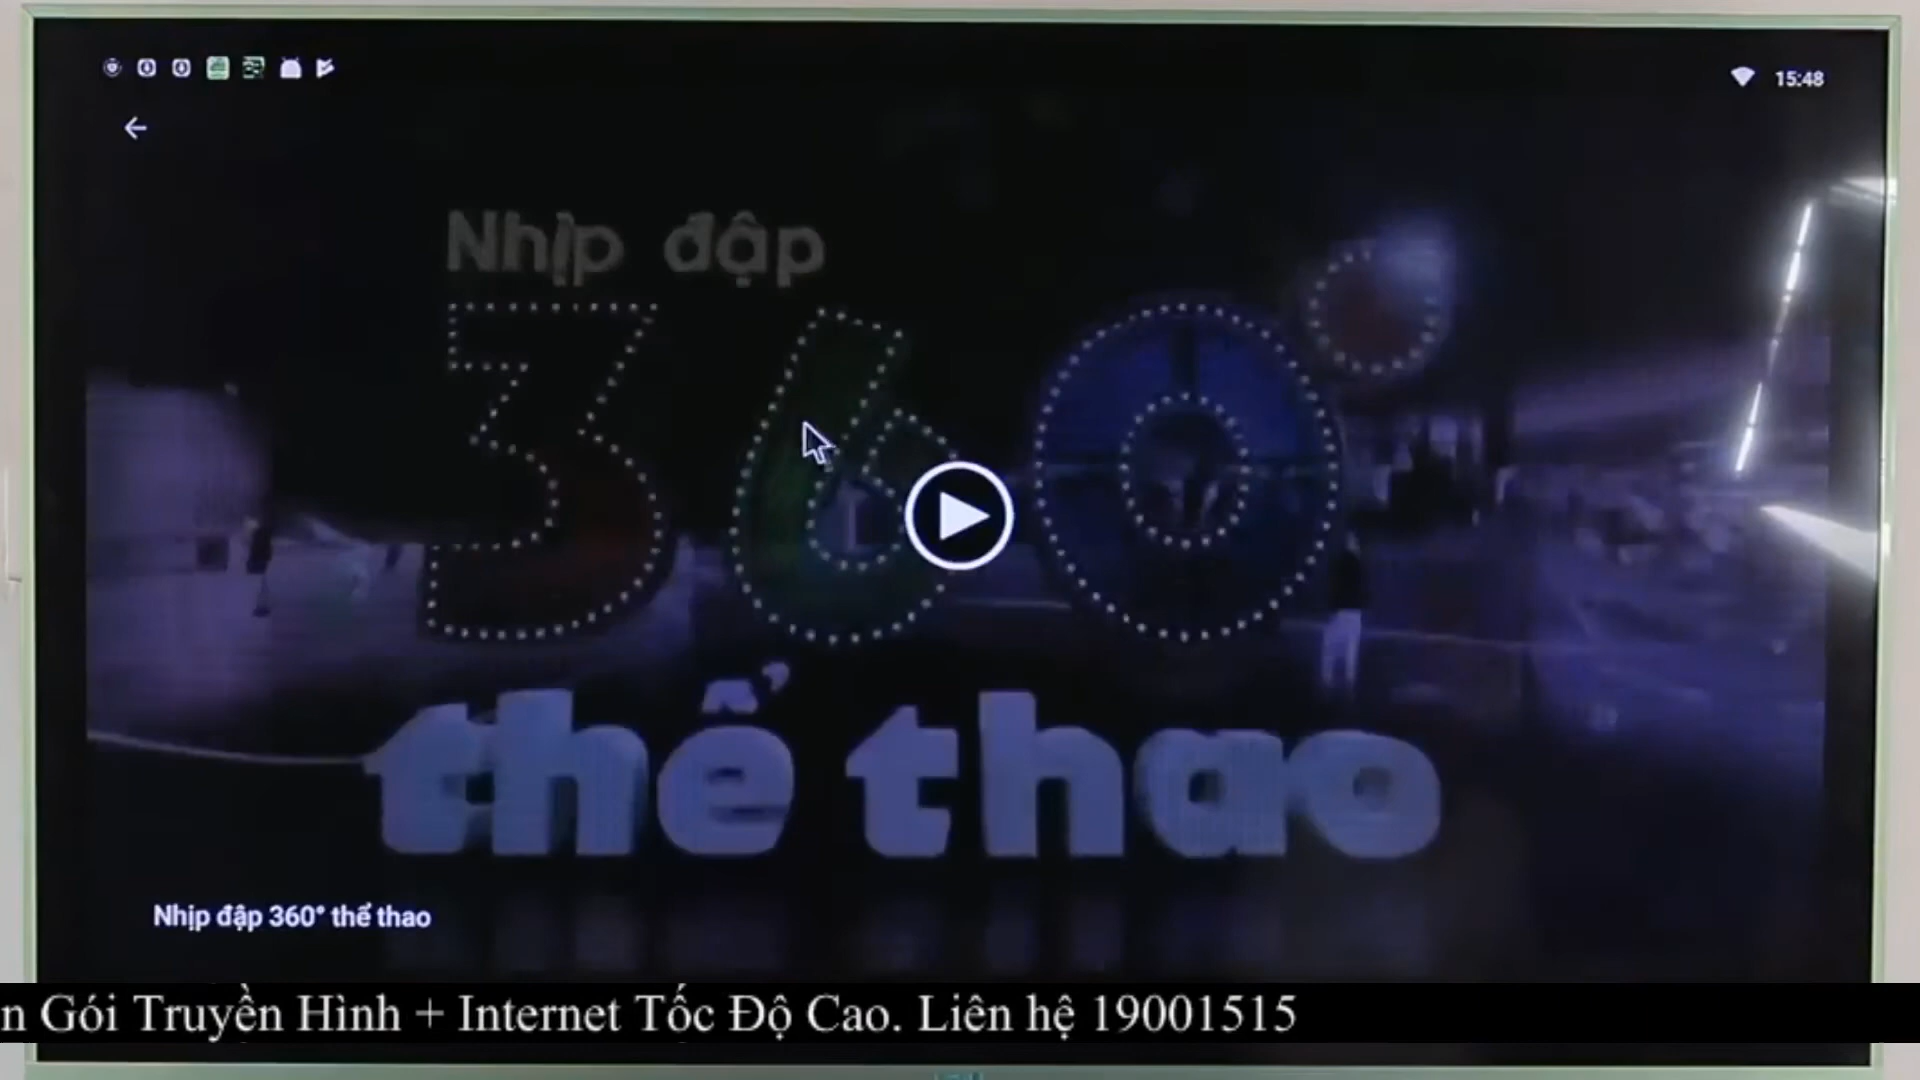 15:48
Nhịp đập
360°
thể thao
Nhịp đập 360° thể thao
n Gói Truyền Hình + Internet Tốc Độ Cao. Liên hệ 19001515